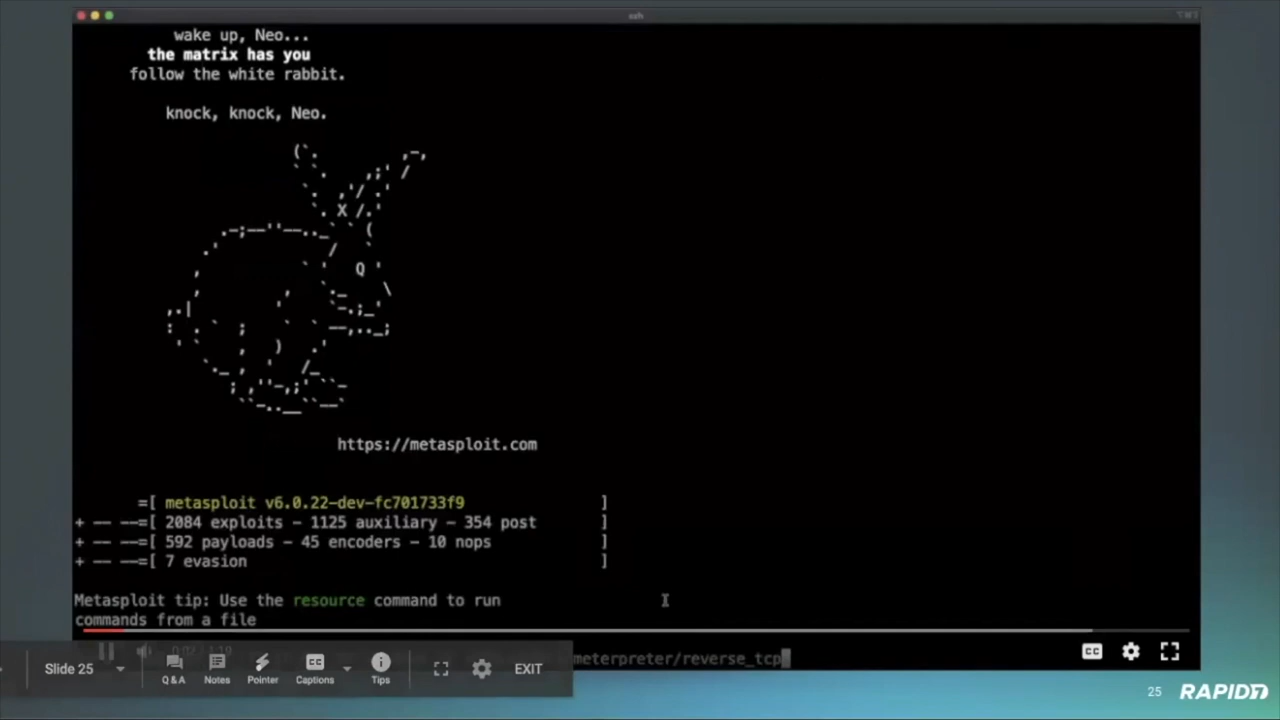 ssh
wake up, Neo...
the matrix has you
follow the white rabbit.
knock, knock, Neo.
https://metasploit.com
=[ metasploit v6.0.22-dev-fc701733f9 ]
+ -- --=[ 2084 exploits - 1125 auxiliary - 354 post ]
+ -- --=[ 592 payloads - 45 encoders - 10 nops ]
+ -- --=[ 7 evasion ]
Metasploit tip: Use the resource command to run
commands from a file
meterpreter/reverse_tcp
CC
Slide 25
Q&A
Notes
Pointer
CC
Captions
Tips
EXIT
25 RAPID7